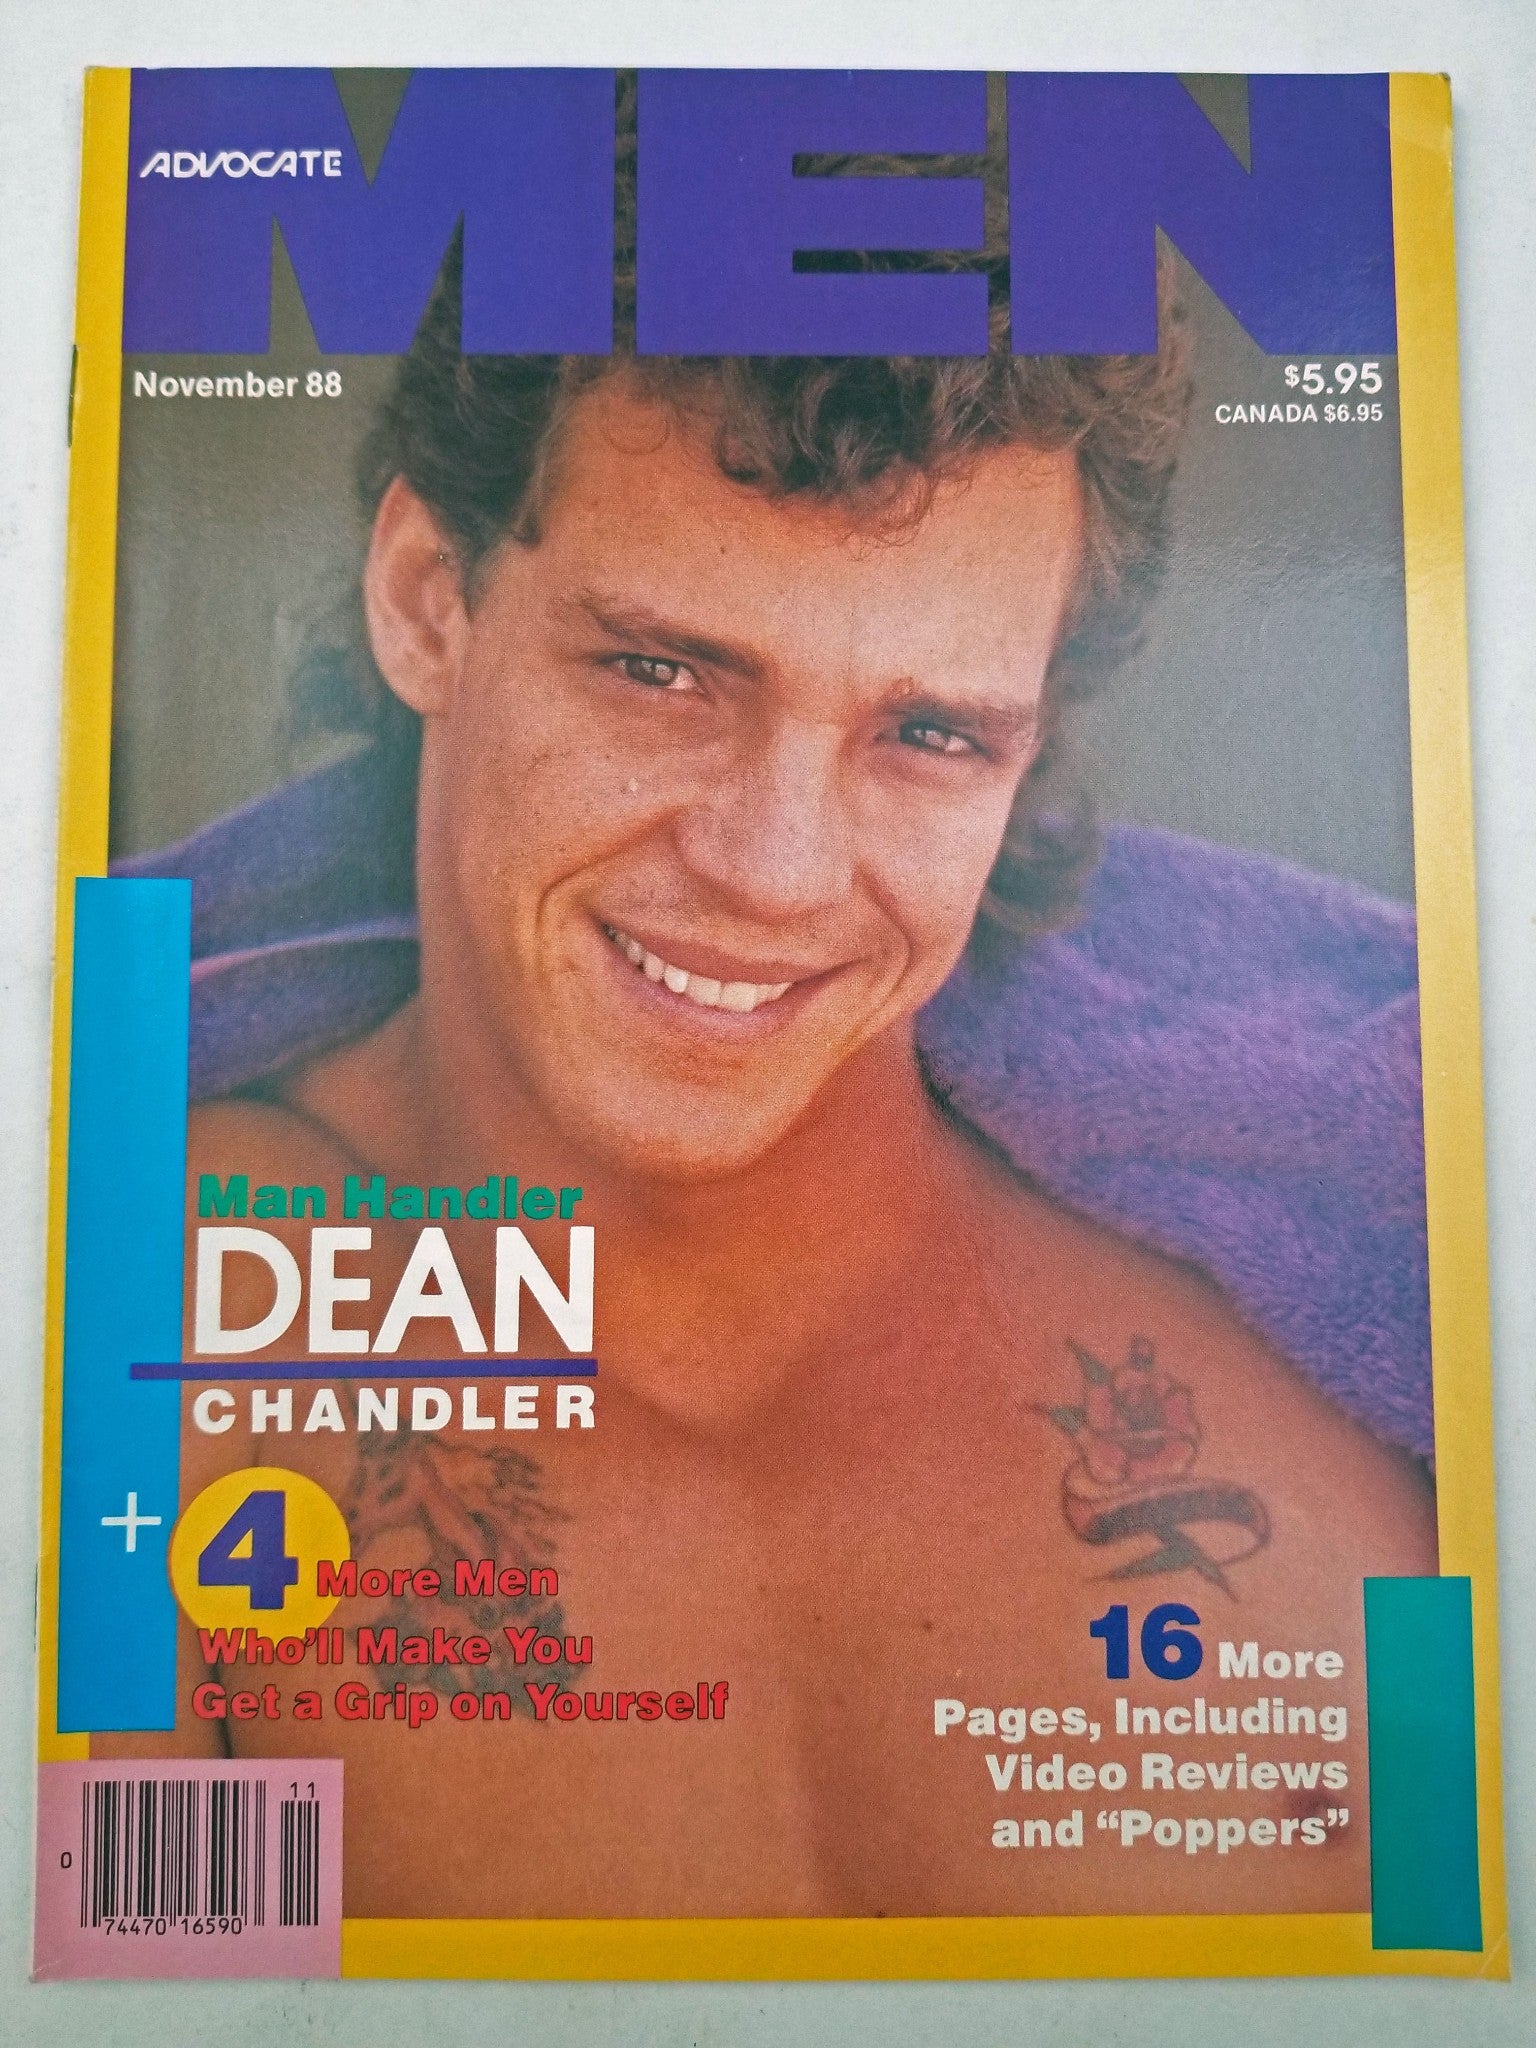 MEN
ADVOCATE
November 88
$5.95
CANADA $6.95
Man Handler
DEAN
CHANDLER
+ 4 More Men
Who'll Make You
Get a Grip on Yourself
16 More
Pages, Including
Video Reviews
and “Poppers”
11
0 74470 16590